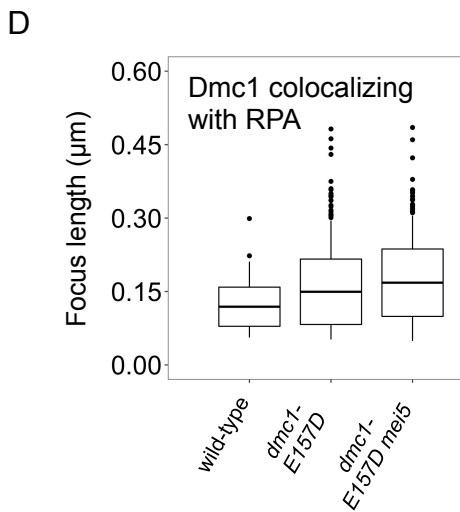 D
Dmc1 colocalizing
with RPA
Focus length (μm)
0.60
0.45
0.30
0.15
0.00
wild-type
dmc1-
E157D
dmc1-
E157D mei5